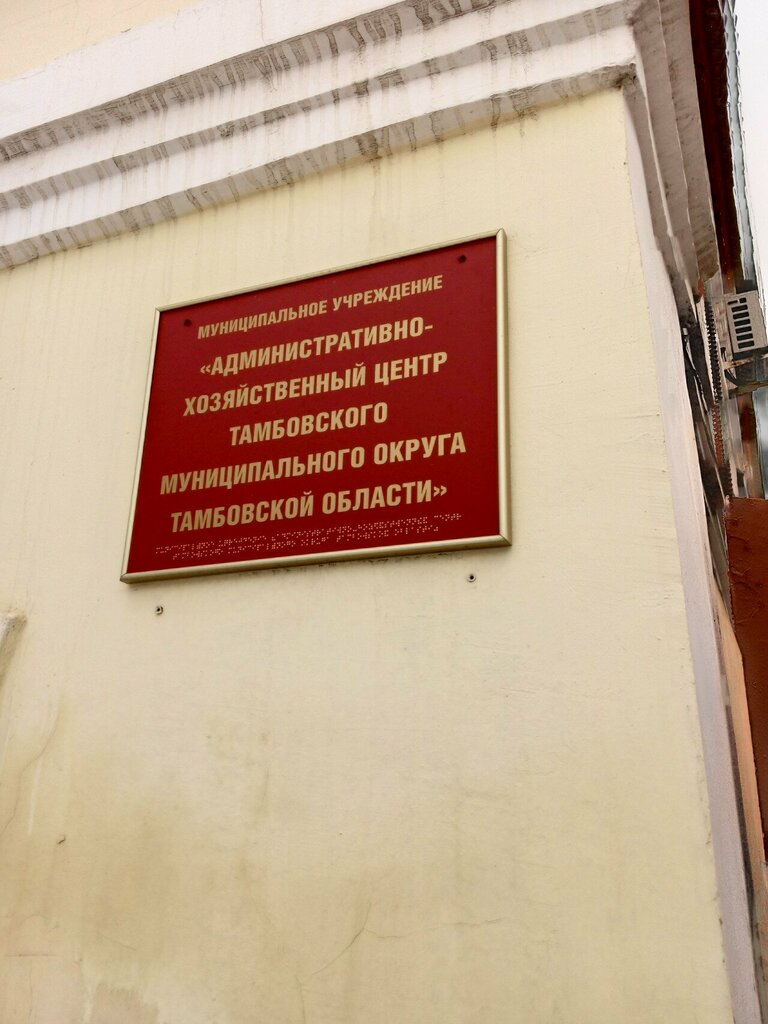 МУНИЦИПАЛЬНОЕ УЧРЕЖДЕНИЕ
«АДМИНИСТРАТИВНО-
ХОЗЯЙСТВЕННЫЙ ЦЕНТР
ТАМБОВСКОГО
МУНИЦИПАЛЬНОГО ОКРУГА
ТАМБОВСКОЙ ОБЛАСТИ»